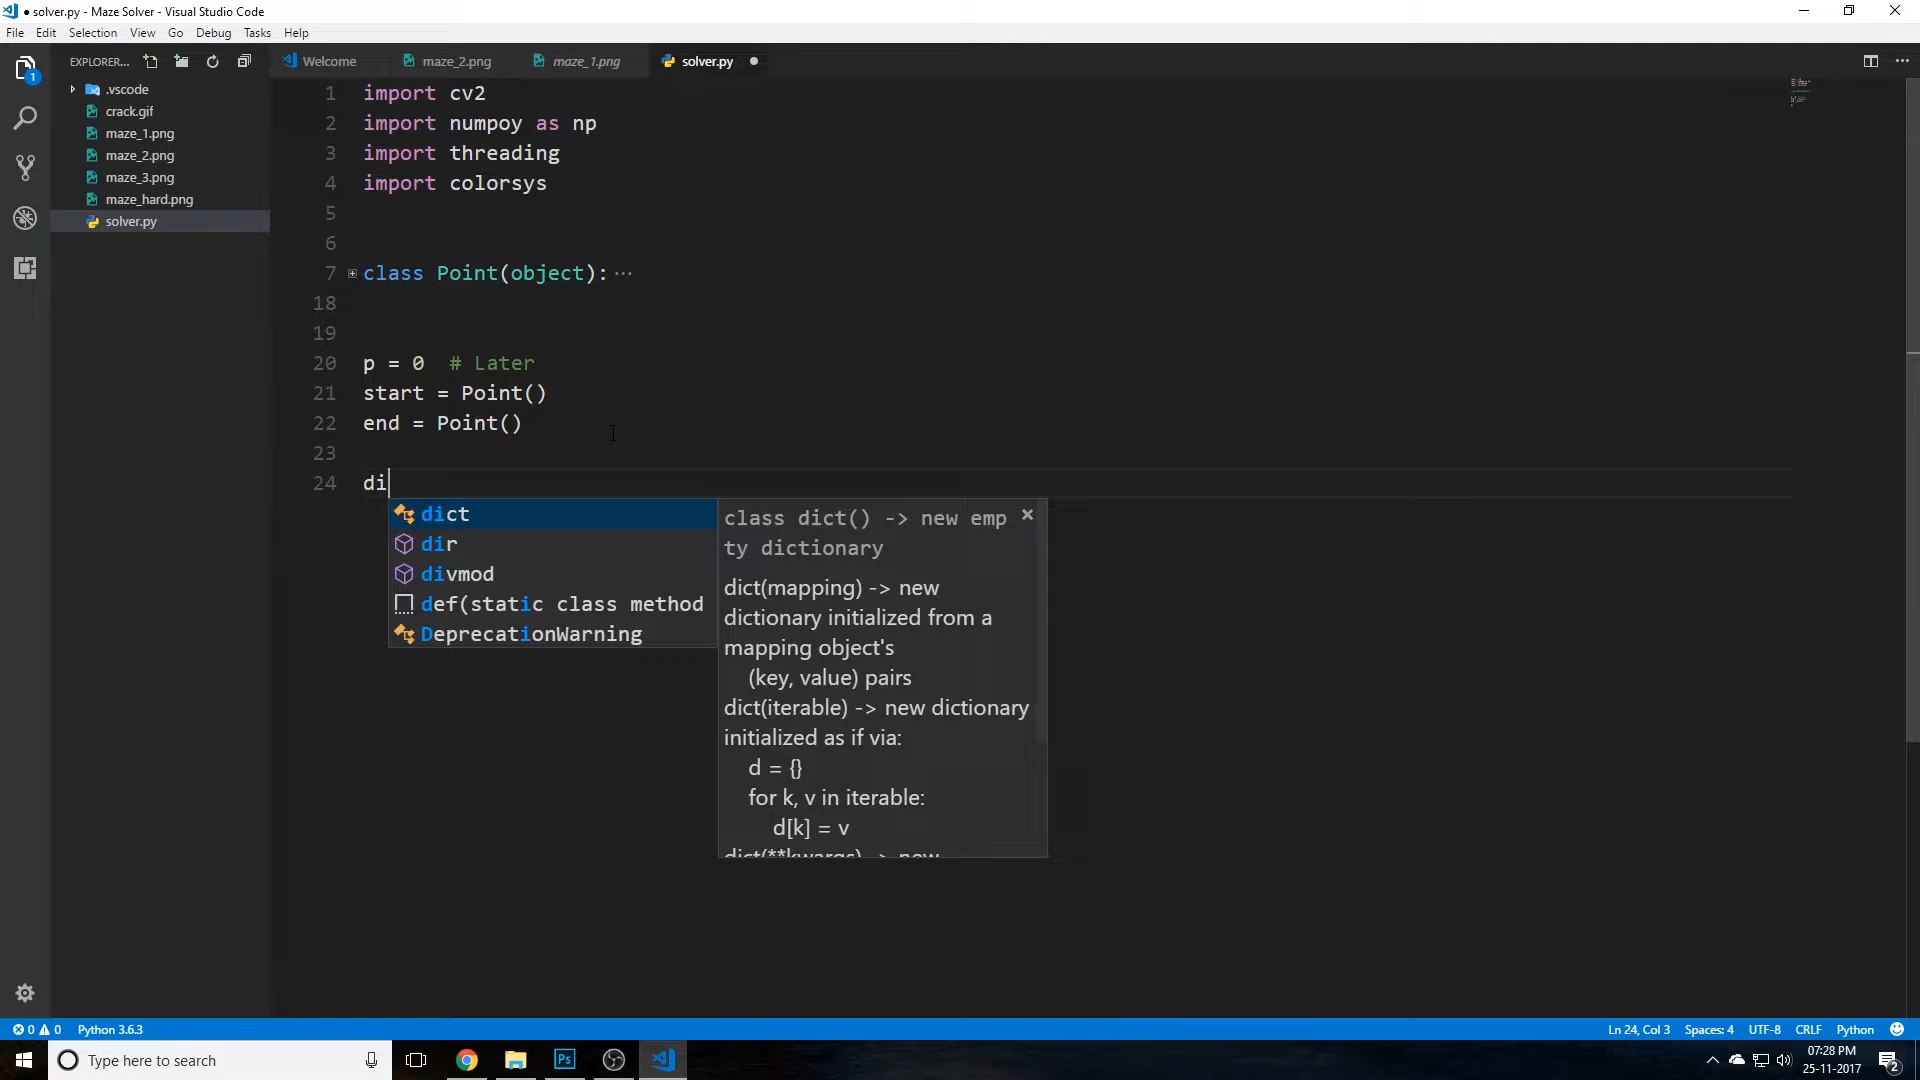 ● solver.py - Maze Solver - Visual Studio Code
File Edit Selection View Go Debug Tasks Help
EXPLORER... Welcome maze_2.png maze_1.png solver.py
1
.vscode
crack.gif
maze_1.png
maze_2.png
maze_3.png
maze_hard.png
solver.py
1 import cv2
2 import numpoy as np
3 import threading
4 import colorsys
5
6
7 class Point(object): ...
18
19
20 p = 0 # Later
21 start = Point()
22 end = Point()
23
24 di
dict
dir
divmod
def(static class method
DeprecationWarning
class dict() -> new emp
ty dictionary
dict(mapping) -> new
dictionary initialized from a
mapping object's
(key, value) pairs
dict(iterable) -> new dictionary
initialized as if via:
d = {}
for k, v in iterable:
d[k] = v
dict(**kwargs) -> new
0 0 Python 3.6.3 Ln 24, Col 3 Spaces: 4 UTF-8 CRLF Python
Type here to search Ps 07:28 PM
25-11-2017 2